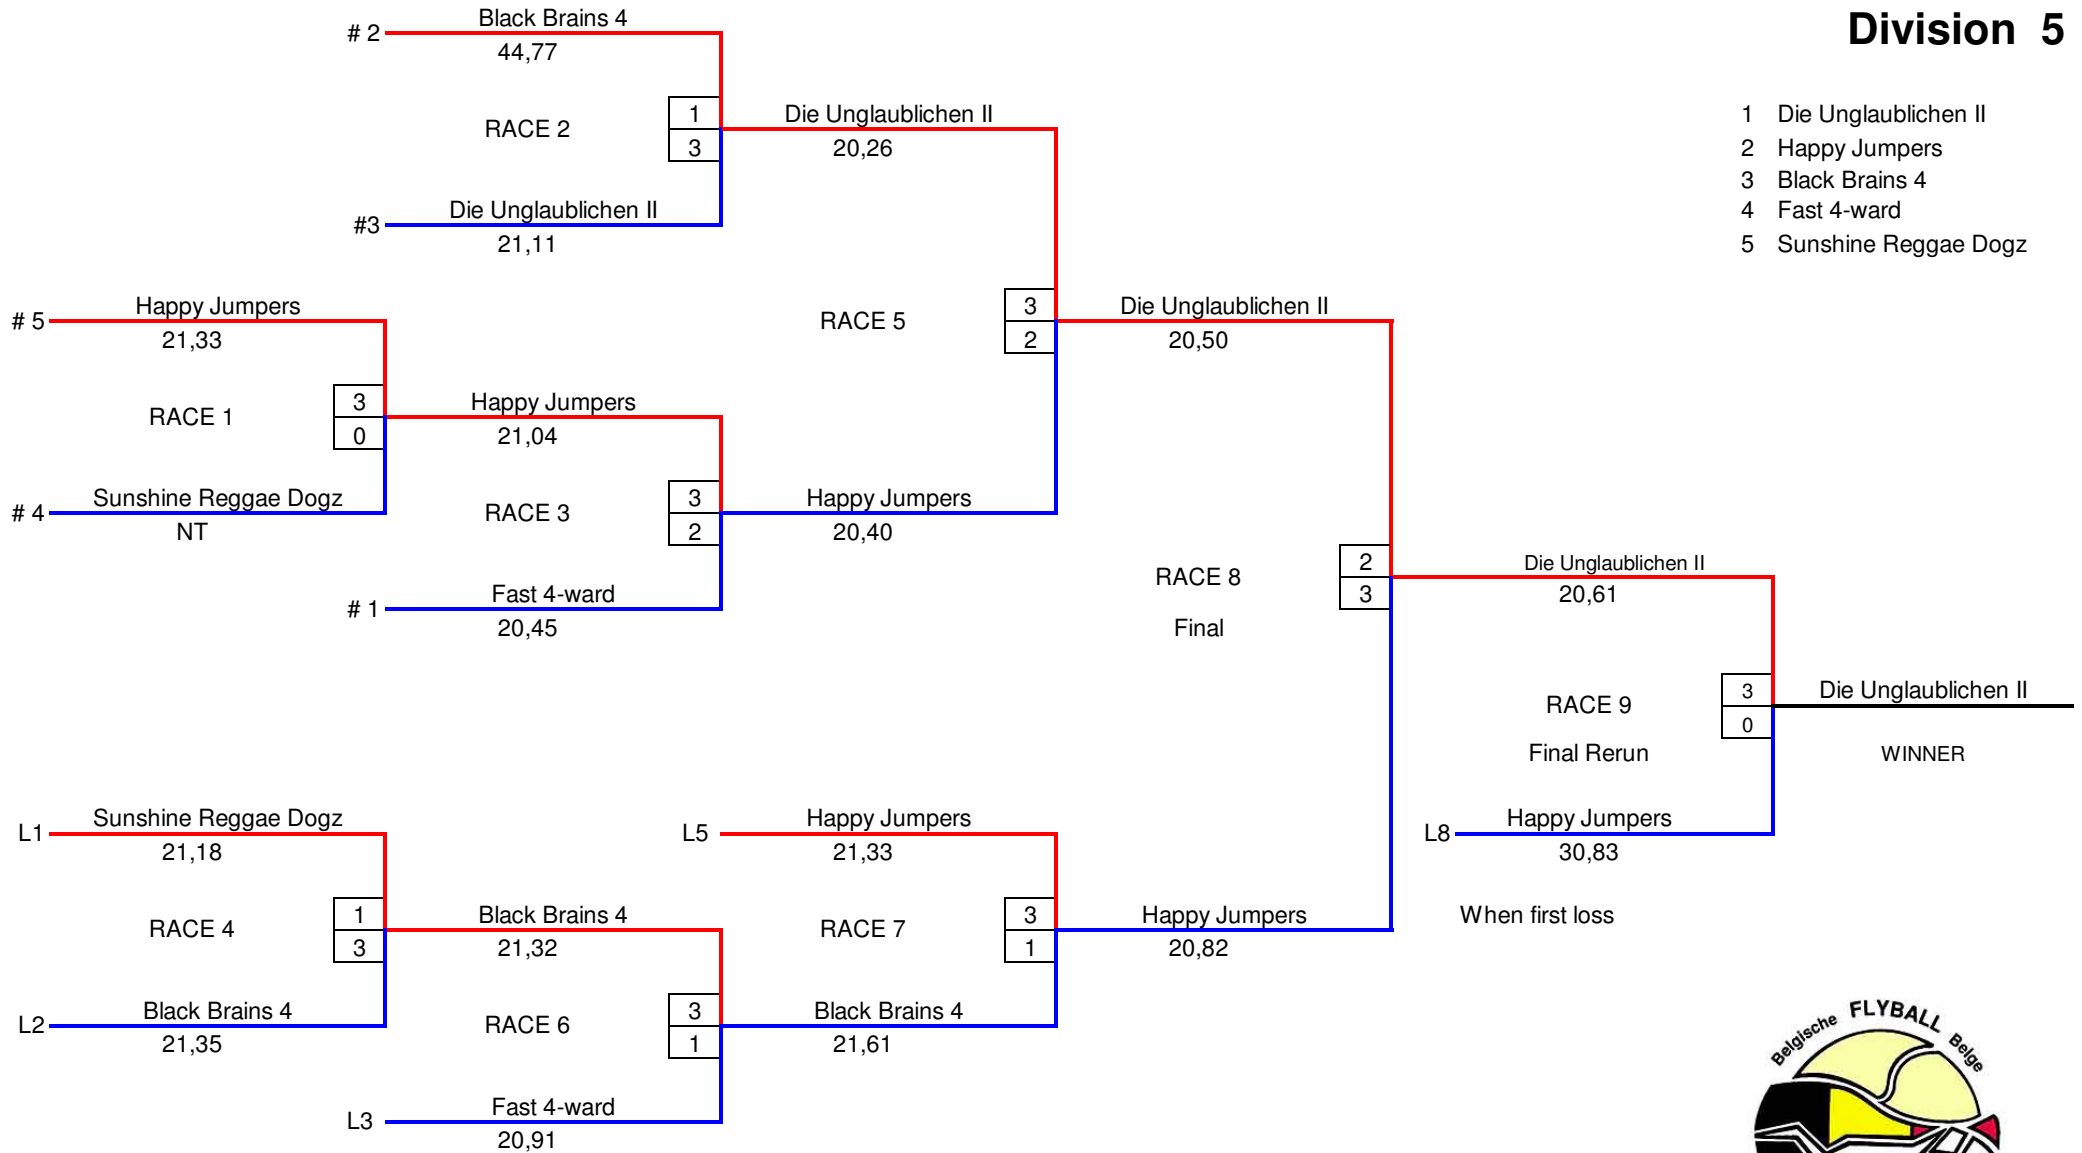 Division 5
Black Brains 4
# 2
44,77
RACE 2
1
3
Die Unglaublichen II
20,26
Die Unglaublichen II
#3
21,11
1 Die Unglaublichen II
2 Happy Jumpers
3 Black Brains 4
4 Fast 4-ward
5 Sunshine Reggae Dogz
Happy Jumpers
# 5
21,33
RACE 1
3
0
Sunshine Reggae Dogz
# 4
NT
Happy Jumpers
21,04
RACE 3
3
2
Fast 4-ward
# 1
20,45
RACE 5
3
2
Happy Jumpers
20,40
Die Unglaublichen II
20,50
RACE 8
Final
2
3
Die Unglaublichen II
20,61
RACE 9
Final Rerun
3
0
Die Unglaublichen II
WINNER
Happy Jumpers
L8
30,83
When first loss
Sunshine Reggae Dogz
L1
21,18
RACE 4
1
3
Black Brains 4
L2
21,35
Black Brains 4
21,32
RACE 6
3
1
Fast 4-ward
L3
20,91
Happy Jumpers
L5
21,33
RACE 7
3
1
Black Brains 4
21,61
Happy Jumpers
20,82
Belgische FLYBALL Belge